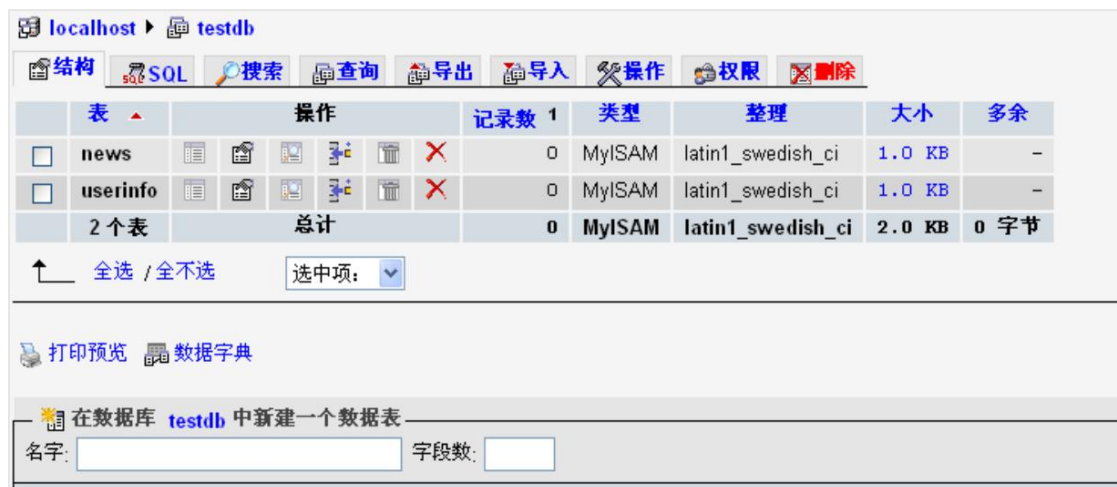 localhost ▸ testdb
结构 SQL 搜索 查询 导出 导入 操作 权限 删除
表 操作 记录数 1 类型 整理 大小 多余
news 0 MyISAM latin1_swedish_ci 1.0 KB –
userinfo 0 MyISAM latin1_swedish_ci 1.0 KB –
2 个表 总计 0 MyISAM latin1_swedish_ci 2.0 KB 0 字节
全选 / 全不选 选中项:
打印预览 数据字典
在数据库 testdb 中新建一个数据表
名字: 字段数: